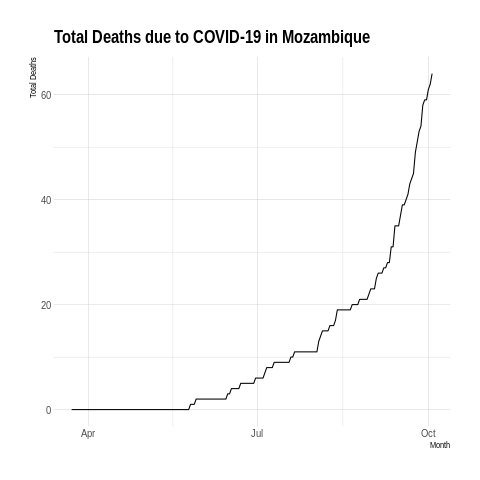 Total Deaths due to COVID-19 in Mozambique
Total Deaths
60
40
20
0
Apr
Jul
Oct
Month